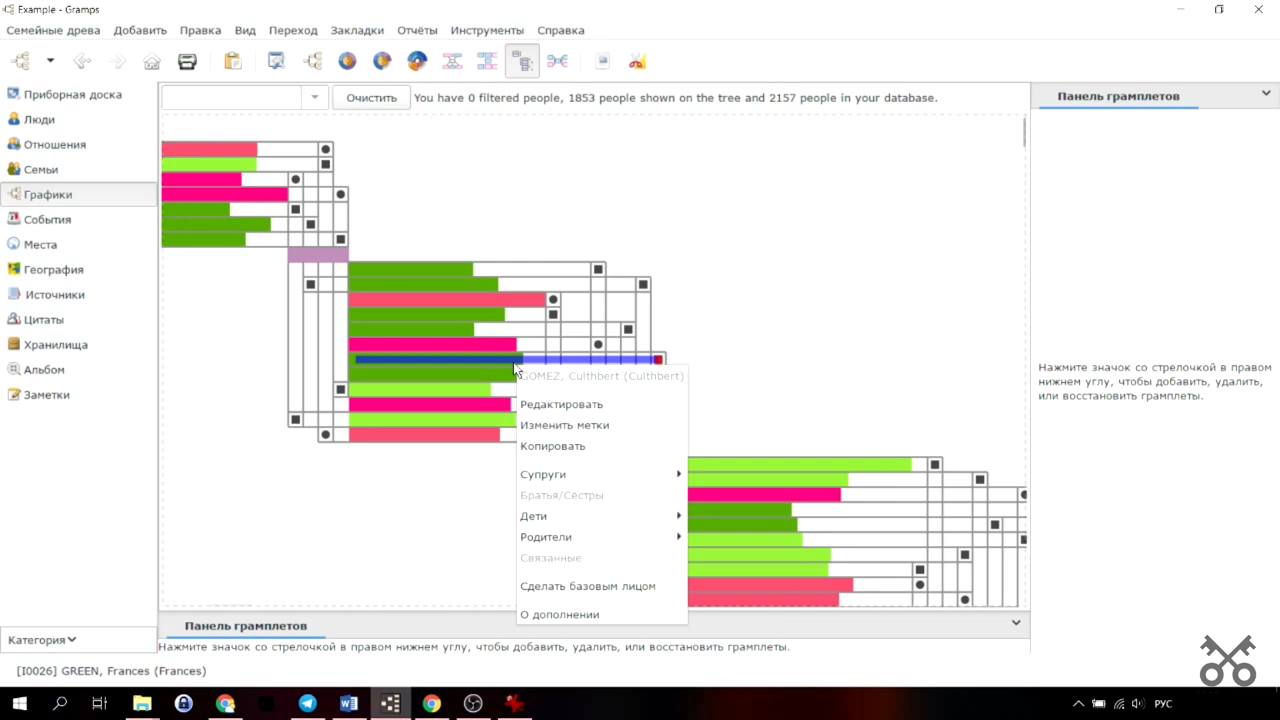 Example - Gramps
Семейные древа Добавить Правка Вид Переход Закладки Отчёты Инструменты Справка
Очистить You have 0 filtered people, 1853 people shown on the tree and 2157 people in your database.
Панель грамплетов
Приборная доска
Люди
Отношения
Семьи
Графики
События
Места
География
Источники
Цитаты
Хранилища
Альбом
Заметки
GOMEZ, Culthbert (Culthbert)
Редактировать
Изменить метки
Копировать
Супруги
Братья/Сёстры
Дети
Родители
Связанные
Сделать базовым лицом
О дополнении
Нажмите значок со стрелочкой в правом
нижнем углу, чтобы добавить, удалить,
или восстановить грамплеты.
Панель грамплетов
Категория
Нажмите значок со стрелочкой в правом нижнем углу, чтобы добавить, удалить, или восстановить грамплеты.
[I0026] GREEN, Frances (Frances)
РУС